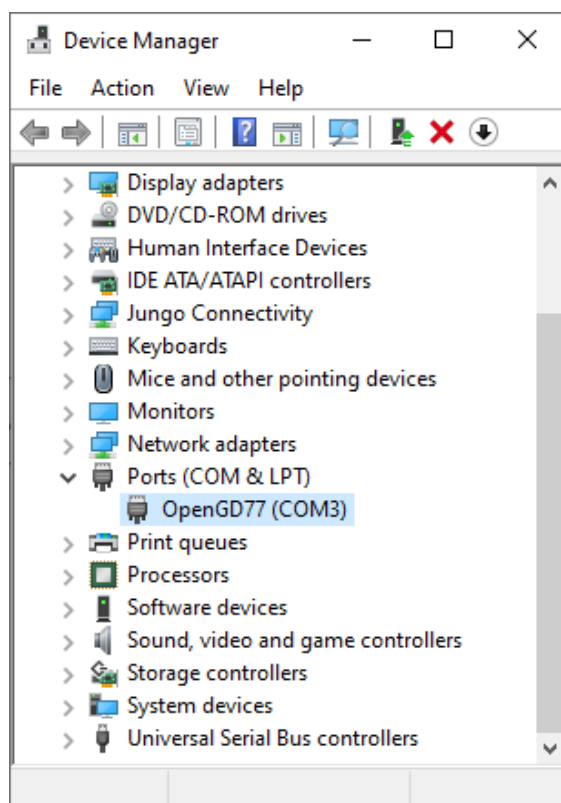 Device Manager
File Action View Help
Display adapters
DVD/CD-ROM drives
Human Interface Devices
IDE ATA/ATAPI controllers
Jungo Connectivity
Keyboards
Mice and other pointing devices
Monitors
Network adapters
Ports (COM & LPT)
OpenGD77 (COM3)
Print queues
Processors
Software devices
Sound, video and game controllers
Storage controllers
System devices
Universal Serial Bus controllers